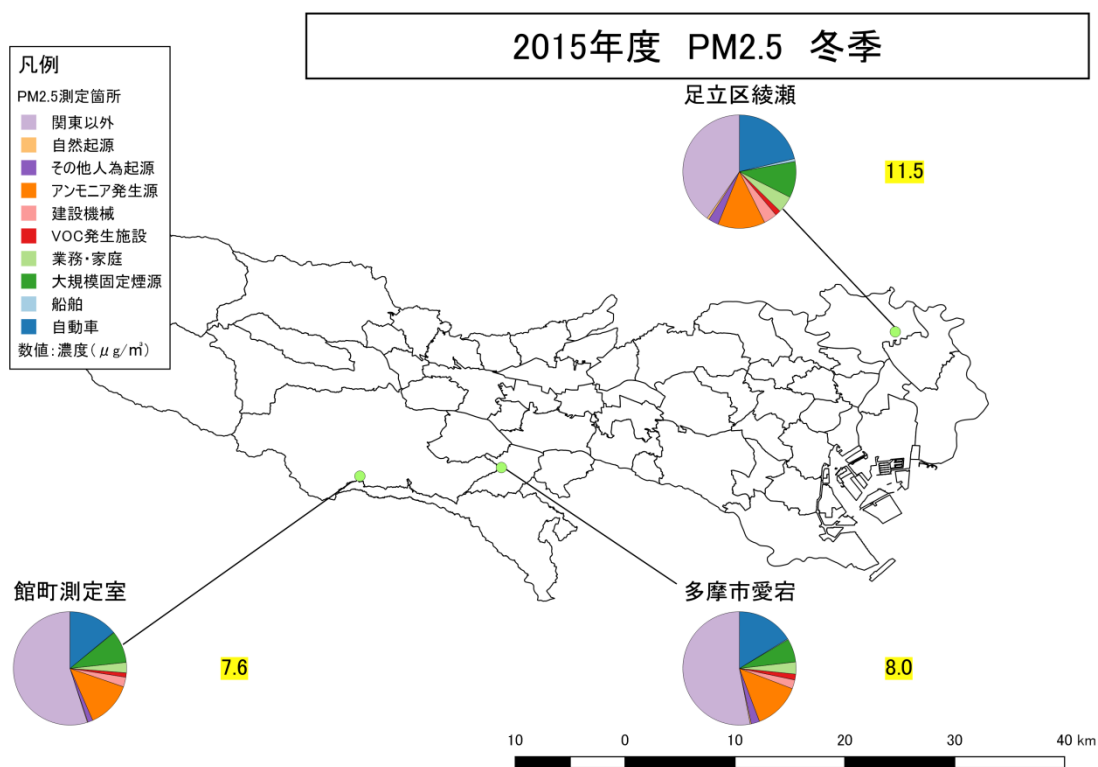 2015年度 PM2.5 冬季
凡例
PM2.5測定箇所
関東以外
自然起源
その他人為起源
アンモニア発生源
建設機械
VOC発生施設
業務・家庭
大規模固定煙源
船舶
自動車
数値:濃度(μg/㎥)
足立区綾瀬
11.5
館町測定室
7.6
多摩市愛宕
8.0
10 0 10 20 30 40 km